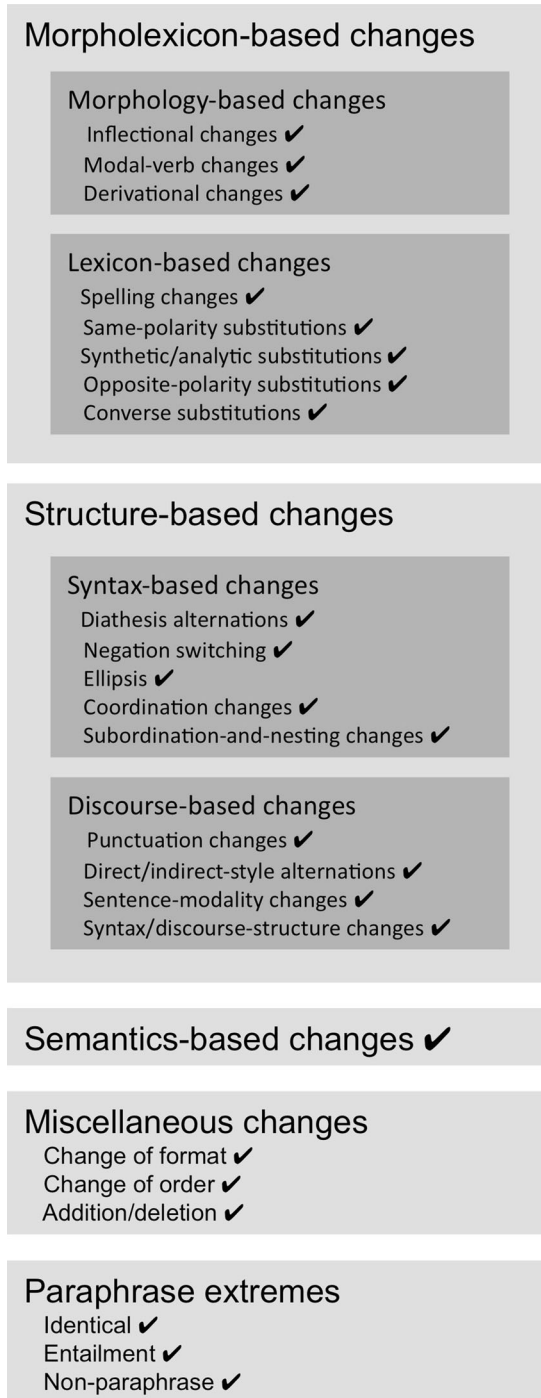 Morpholexicon-based changes
Morphology-based changes
Inflectional changes ✔
Modal-verb changes ✔
Derivational changes ✔
Lexicon-based changes
Spelling changes ✔
Same-polarity substitutions ✔
Synthetic/analytic substitutions ✔
Opposite-polarity substitutions ✔
Converse substitutions ✔
Structure-based changes
Syntax-based changes
Diathesis alternations ✔
Negation switching ✔
Ellipsis ✔
Coordination changes ✔
Subordination-and-nesting changes ✔
Discourse-based changes
Punctuation changes ✔
Direct/indirect-style alternations ✔
Sentence-modality changes ✔
Syntax/discourse-structure changes ✔
Semantics-based changes ✔
Miscellaneous changes
Change of format ✔
Change of order ✔
Addition/deletion ✔
Paraphrase extremes
Identical ✔
Entailment ✔
Non-paraphrase ✔